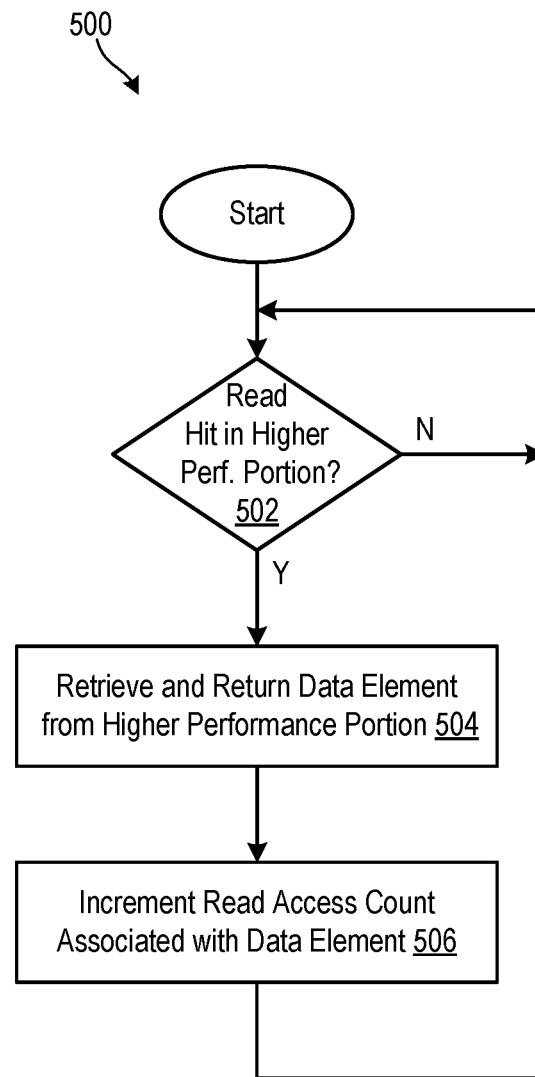 500
Start
Read
Hit in Higher
Perf. Portion?
502
N
Y
Retrieve and Return Data Element
from Higher Performance Portion 504
Increment Read Access Count
Associated with Data Element 506